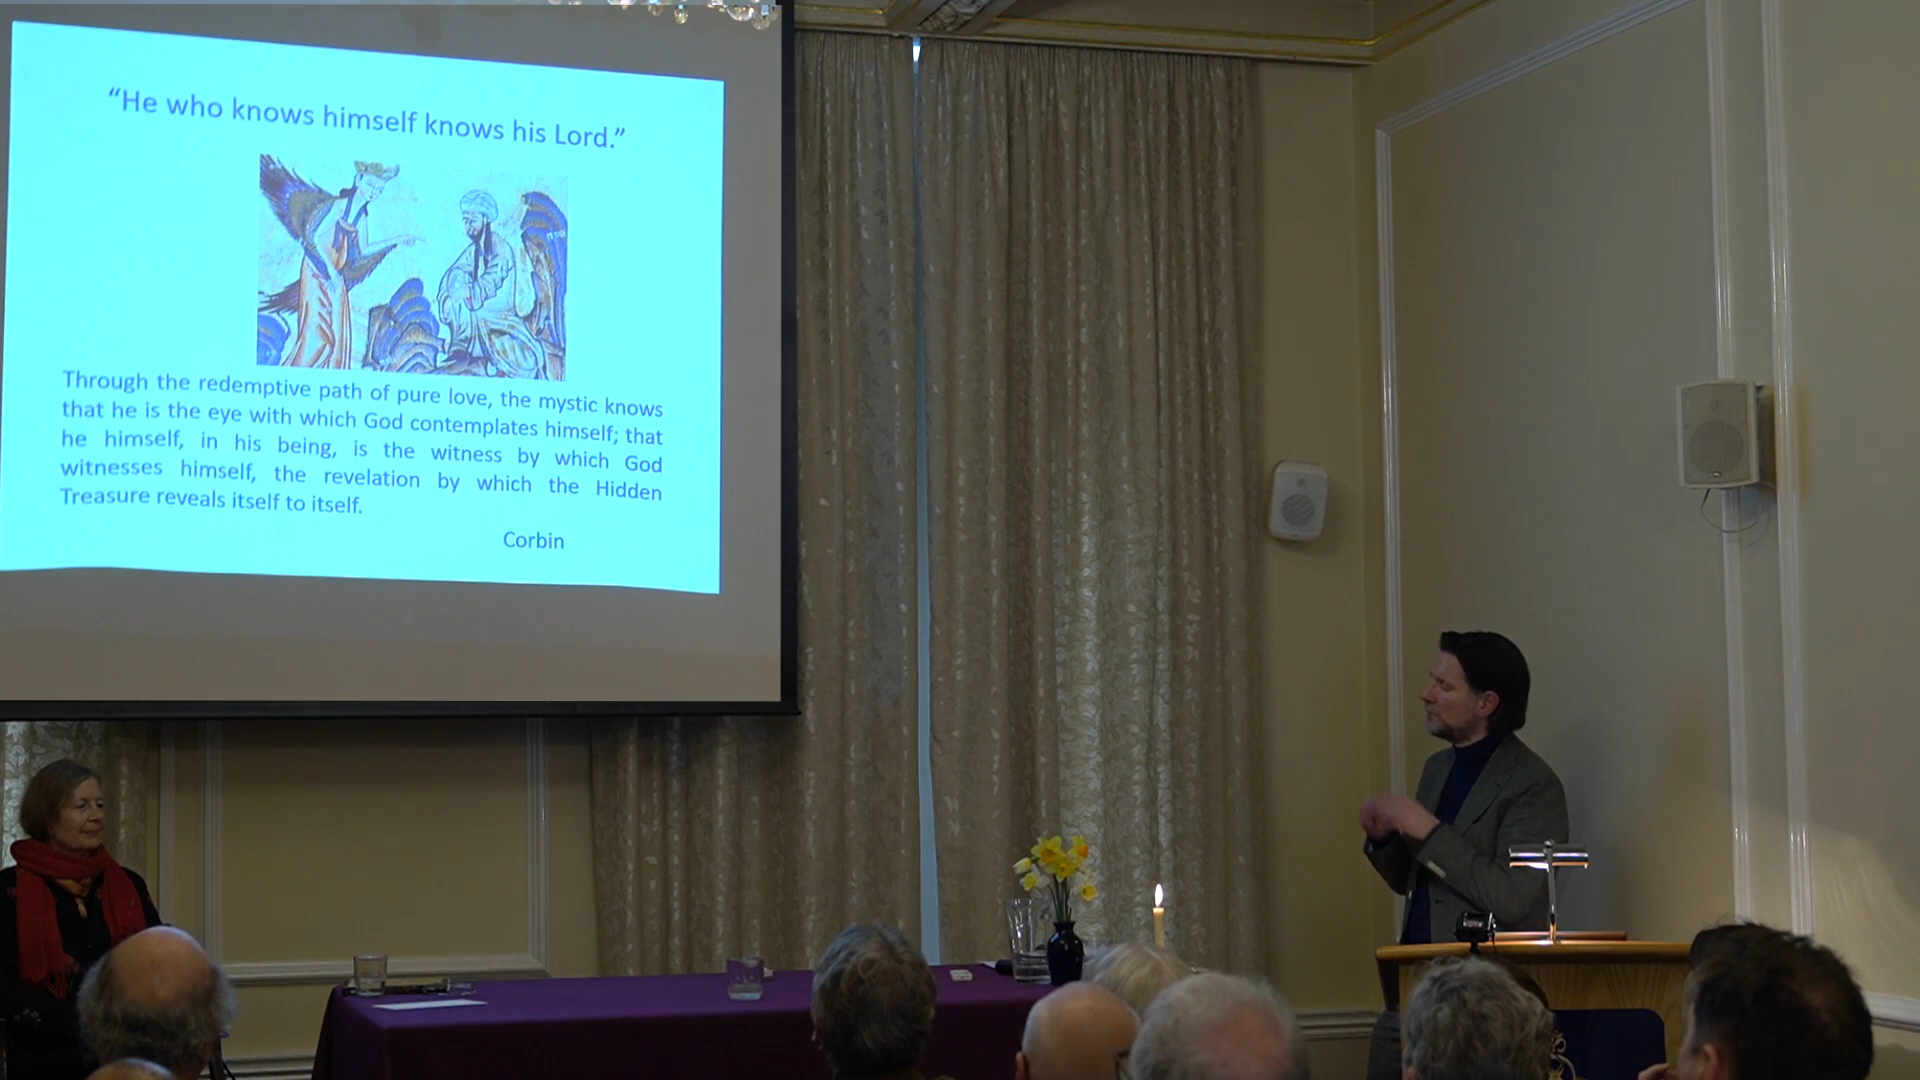 “He who knows himself knows his Lord.”
Through the redemptive path of pure love, the mystic knows
that he is the eye with which God contemplates himself; that
he himself, in his being, is the witness by which God
witnesses himself, the revelation by which the Hidden
Treasure reveals itself to itself.
Corbin